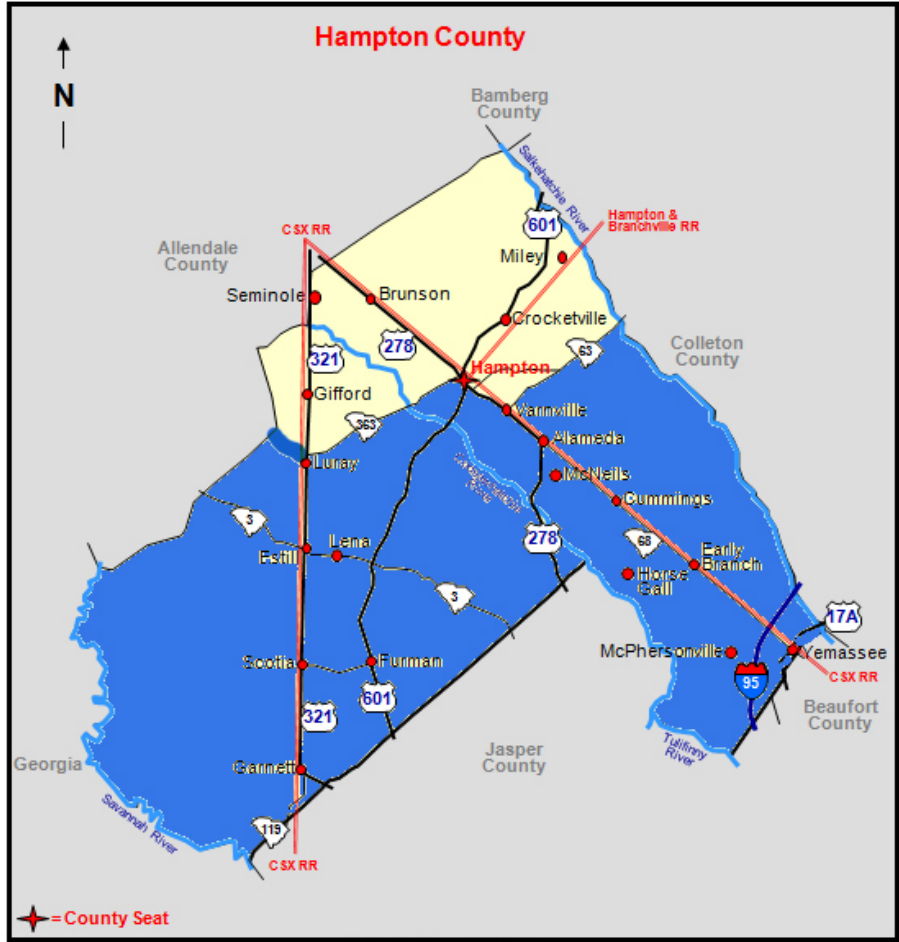 Hampton County
N
Bamberg
County
Salkehatchie River
601
Hampton &
Branchville RR
CSX RR
Allendale
County
Miley
Seminole
Brunson
Crocketville
278
321
63
Colleton
County
Hampton
Gifford
363
Varnville
Alameda
Luray
McNeils
Cummings
3
Lena
Estill
278
68
Early
Branch
Horse
Gall
3
17A
McPhersonville
Yemassee
Scotia
Furman
95
CSX RR
601
321
Beaufort
County
Jasper
County
Tulifinny
River
Georgia
Garnett
Savannah River
119
CSX RR
= County Seat